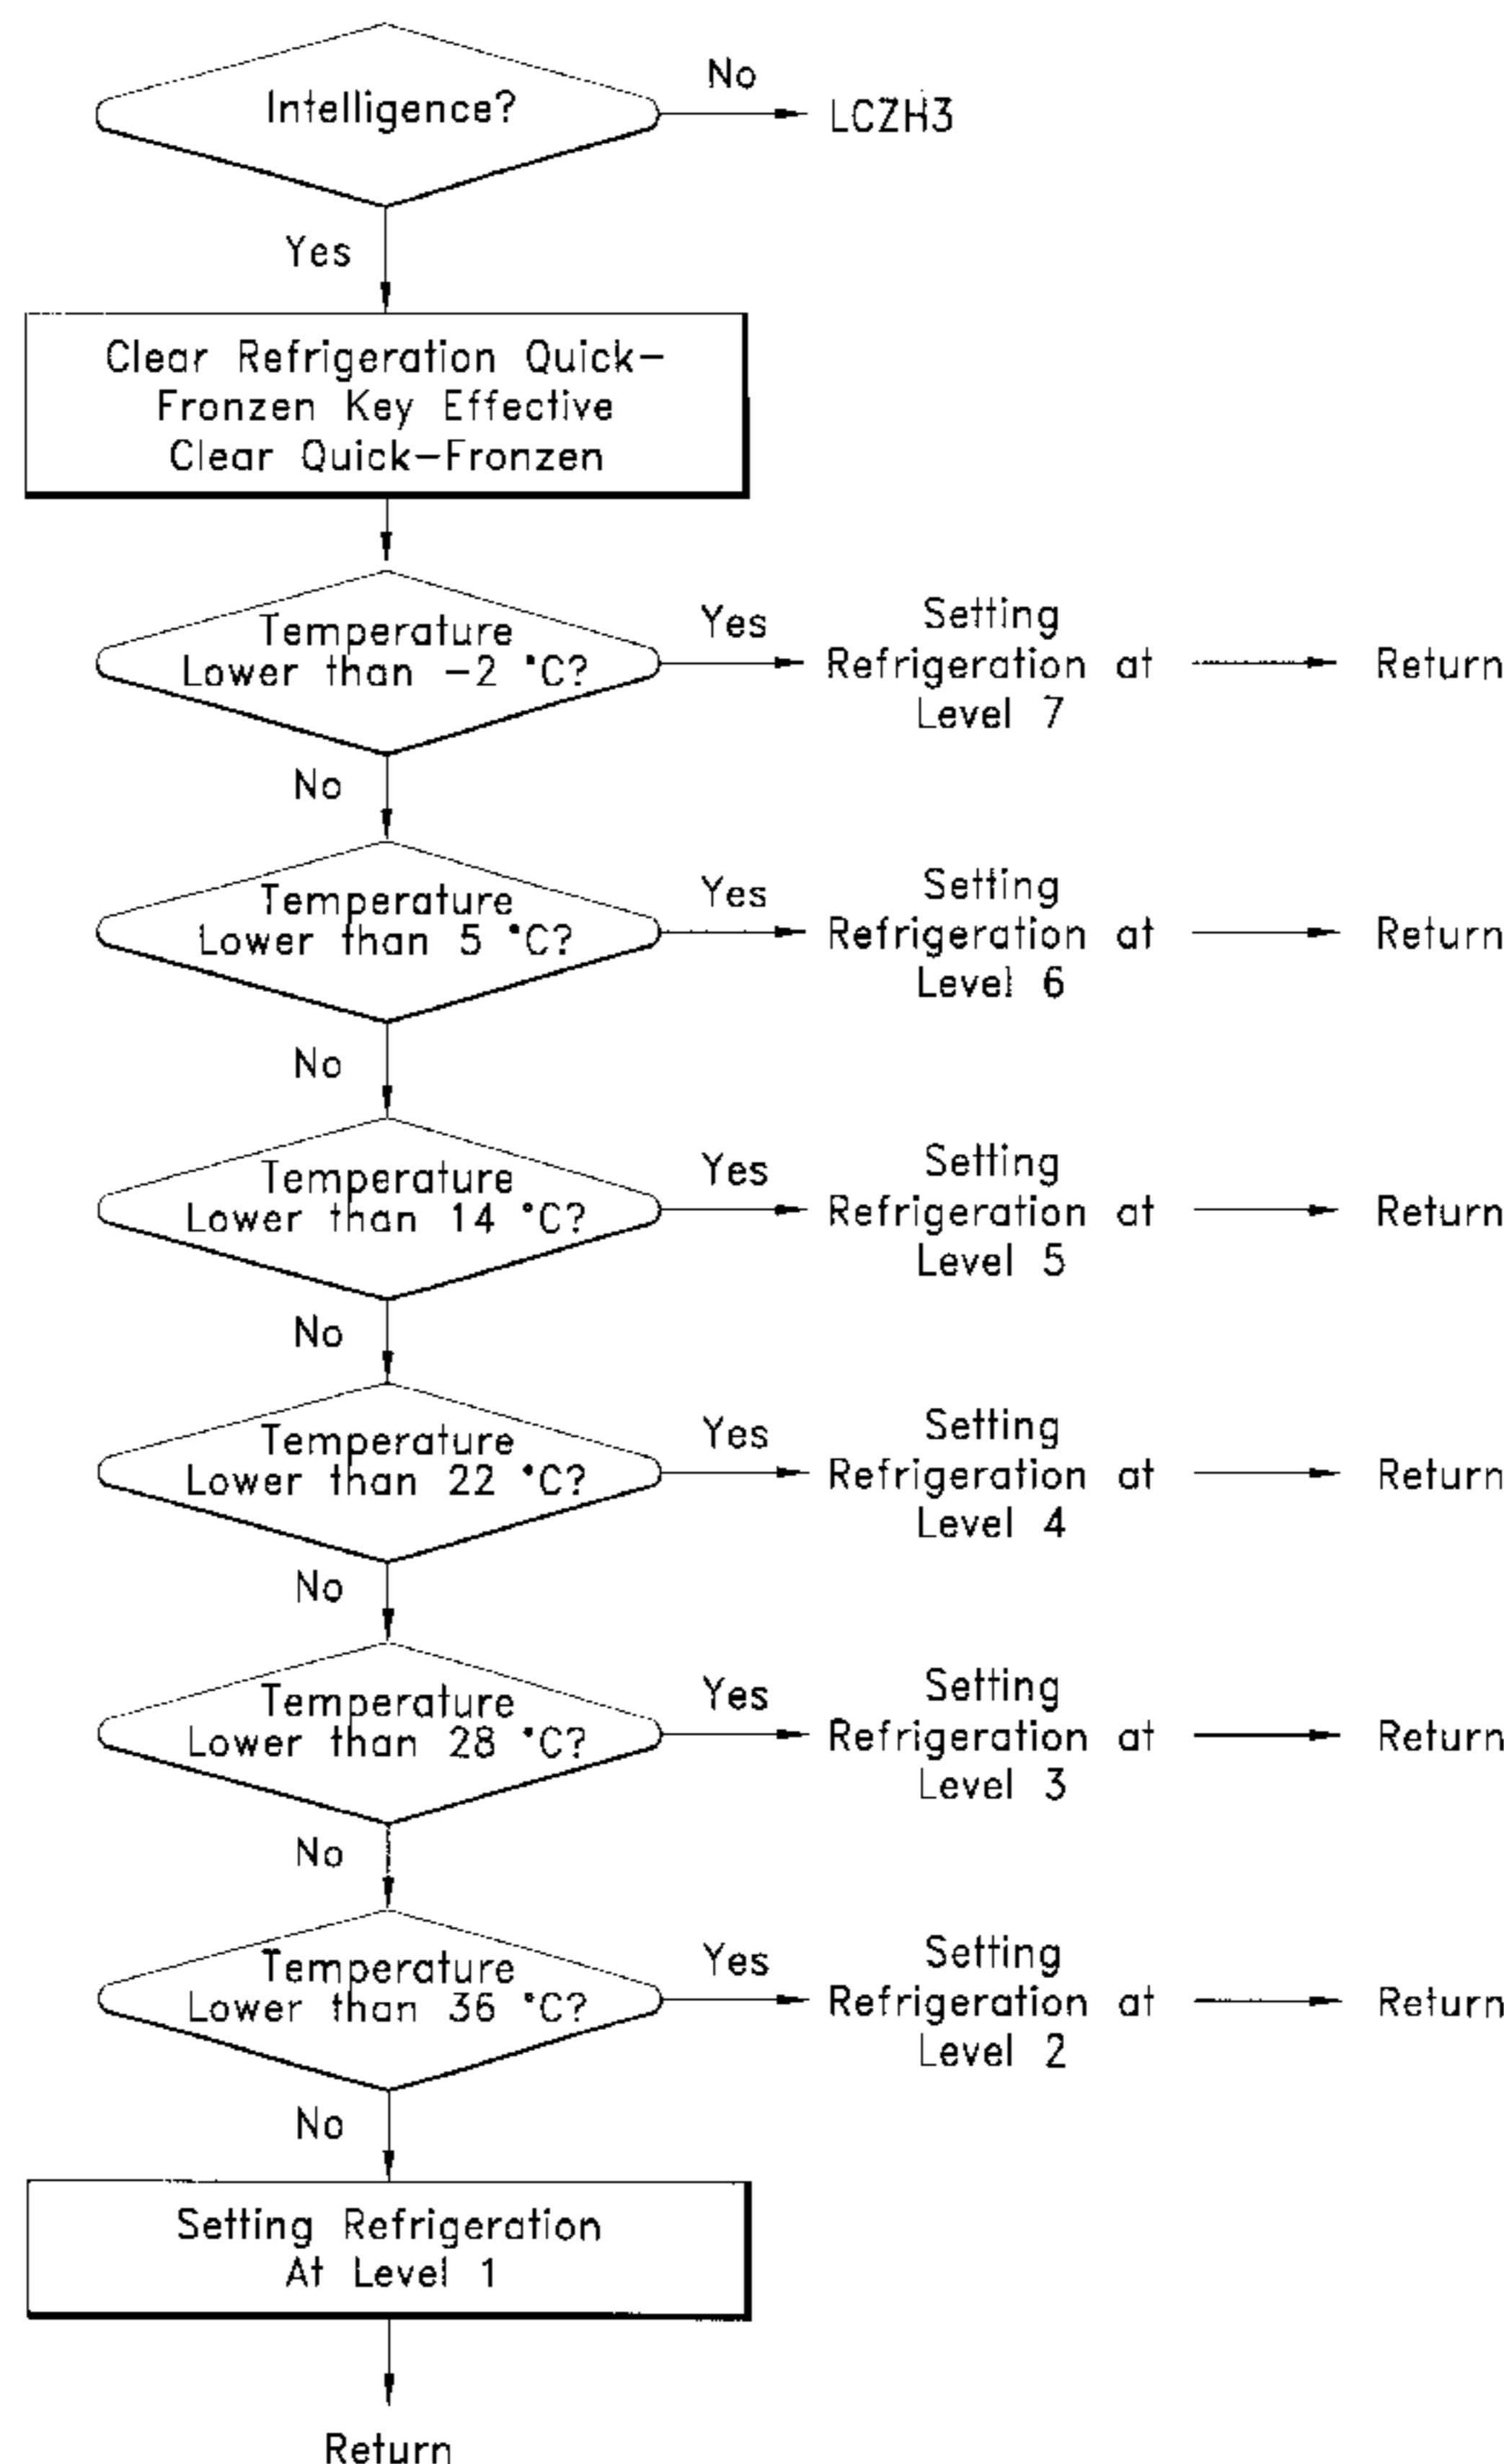 Intelligence?
No
LCZH3
Yes
Clear Refrigeration Quick-
Fronzen Key Effective
Clear Quick-Fronzen
Temperature
Lower than -2 °C?
Yes
Setting
Refrigeration at
Level 7
Return
No
Temperature
Lower than 5 °C?
Yes
Setting
Refrigeration at
Level 6
Return
No
Temperature
Lower than 14 °C?
Yes
Setting
Refrigeration at
Level 5
Return
No
Temperature
Lower than 22 °C?
Yes
Setting
Refrigeration at
Level 4
Return
No
Temperature
Lower than 28 °C?
Yes
Setting
Refrigeration at
Level 3
Return
No
Temperature
Lower than 36 °C?
Yes
Setting
Refrigeration at
Level 2
Return
No
Setting Refrigeration
At Level 1
Return